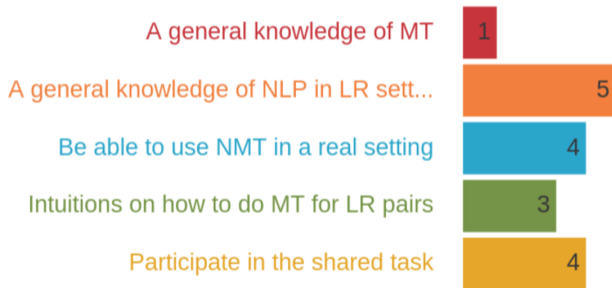 A general knowledge of MT 1
A general knowledge of NLP in LR sett... 5
Be able to use NMT in a real setting 4
Intuitions on how to do MT for LR pairs 3
Participate in the shared task 4